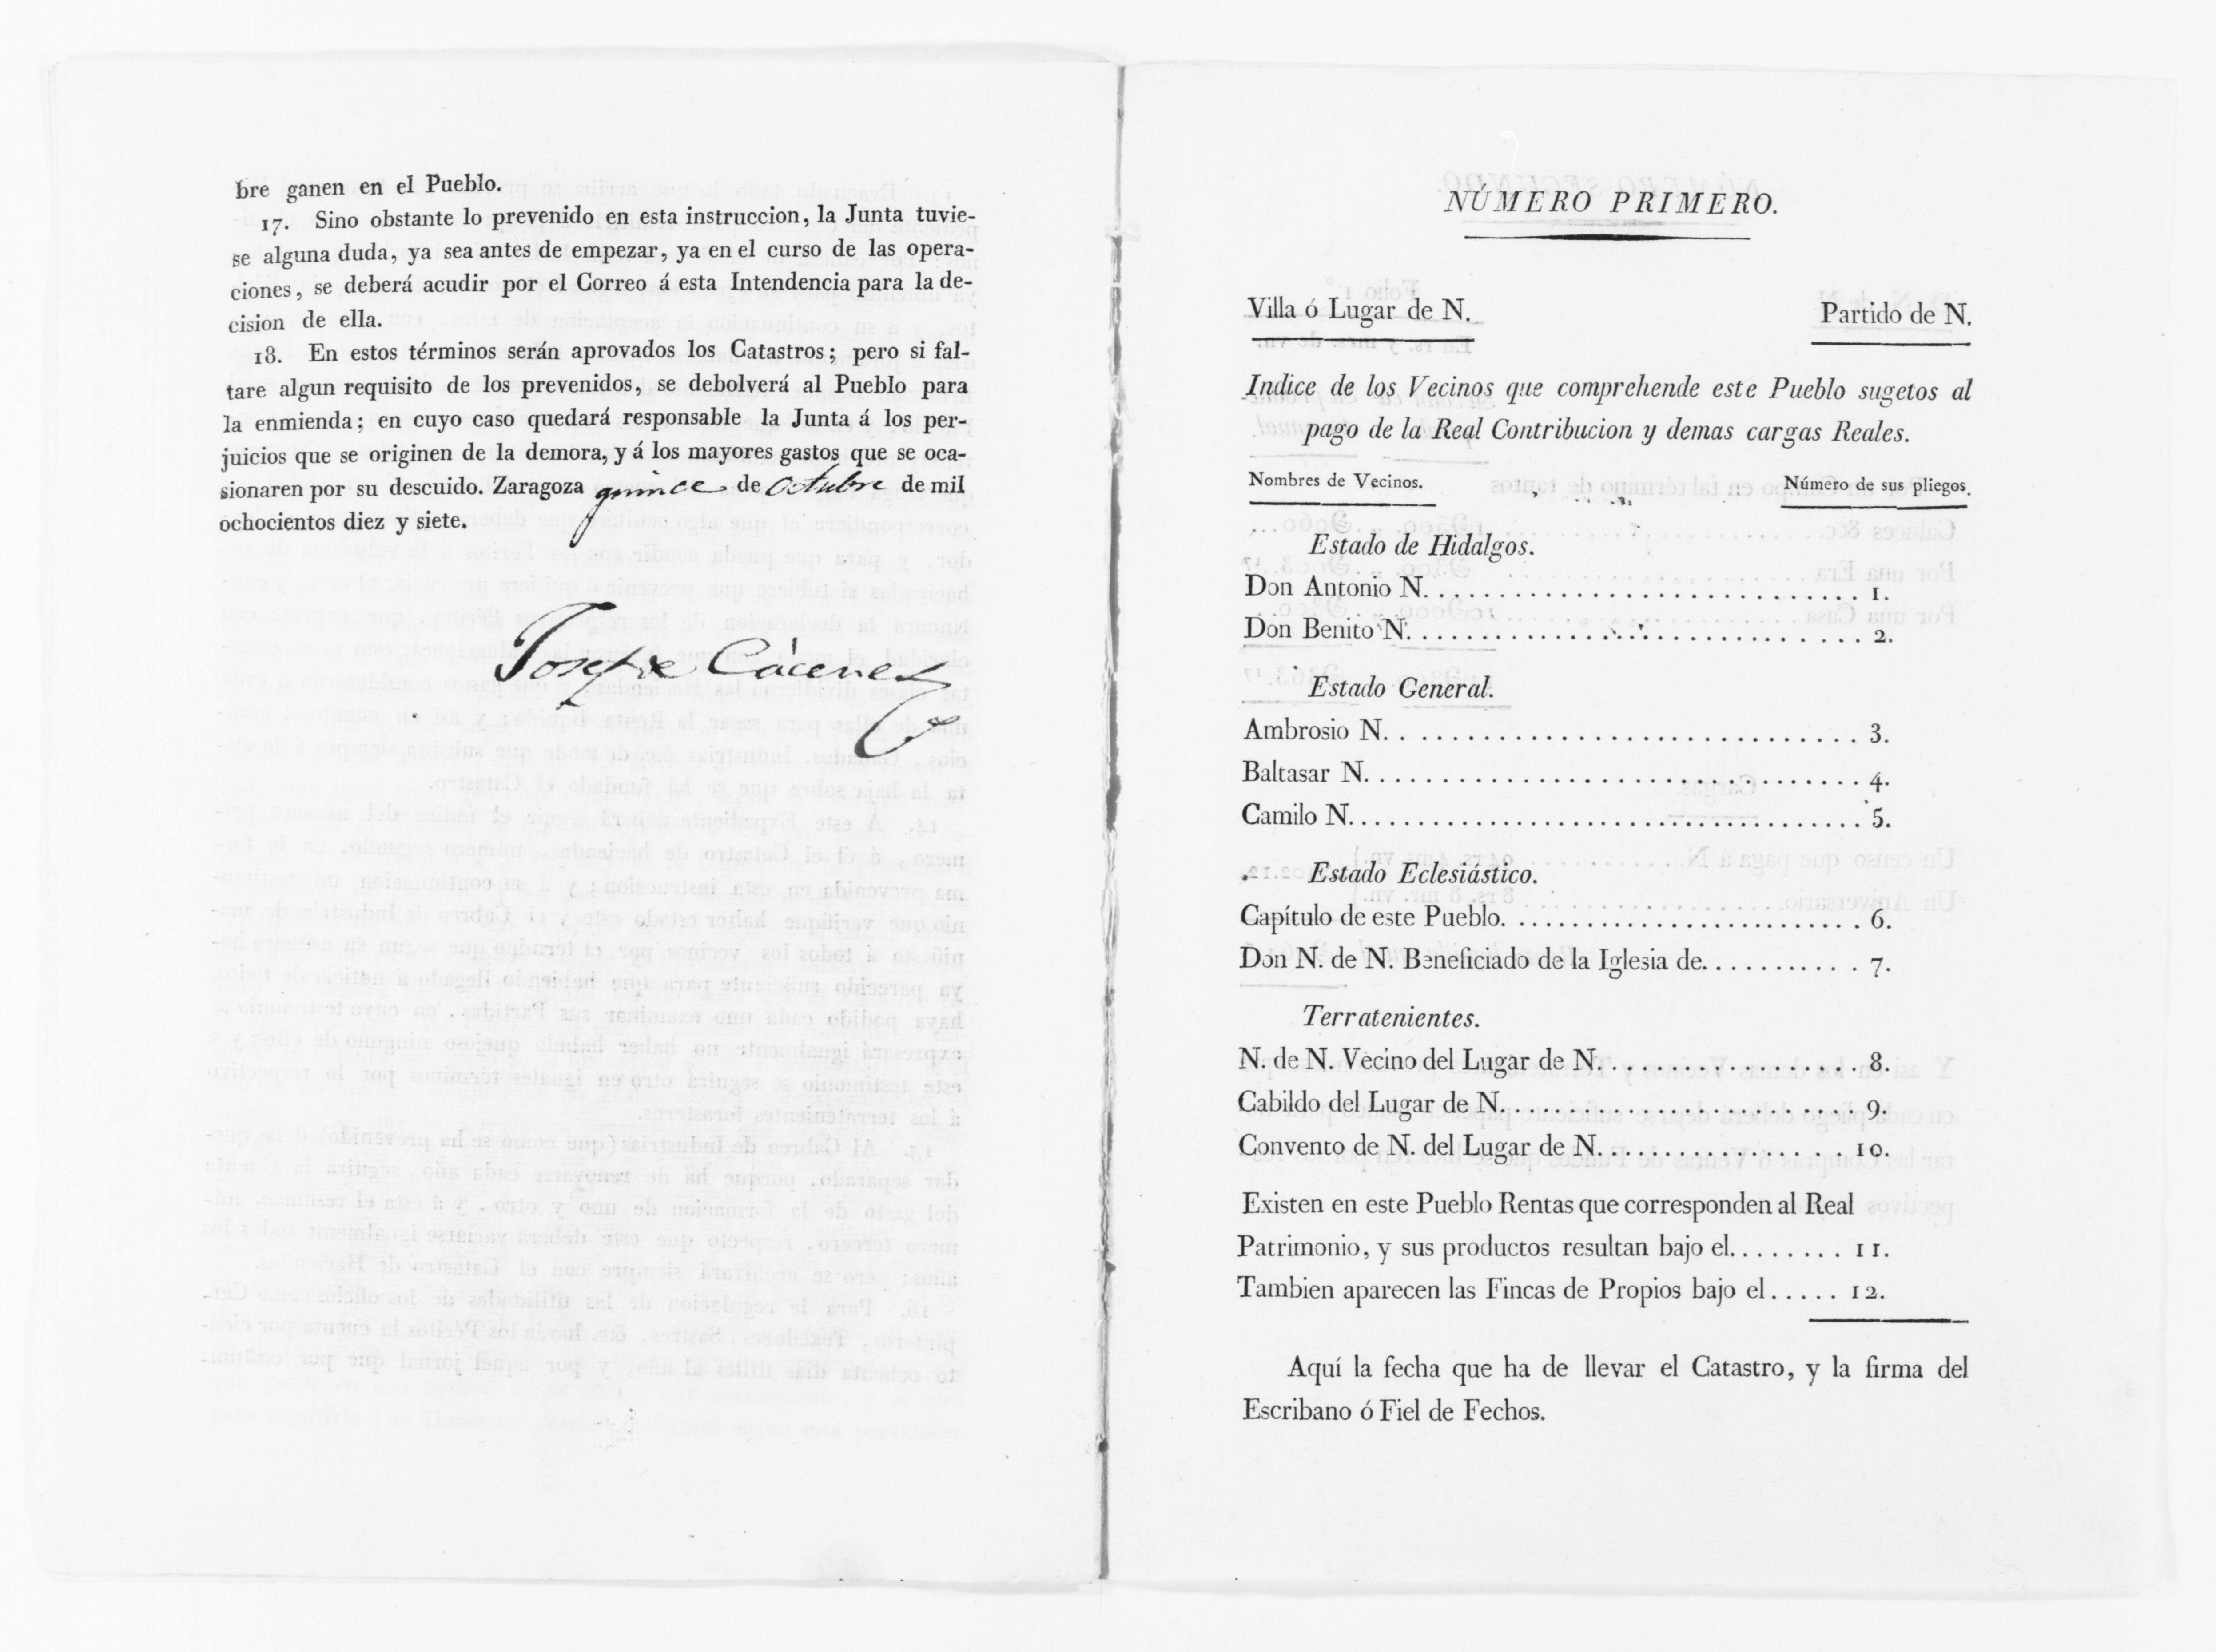 bre ganen en el Pueblo.
17. Sino obstante lo prevenido en esta instruccion, la Junta tuvie-
se alguna duda, ya sea antes de empezar, ya en el curso de las opera-
ciones, se deberá acudir por el Correo á esta Intendencia para la de-
cision de ella.
18. En estos términos serán aprovados los Catastros; pero si fal-
tare algun requisito de los prevenidos, se debolverá al Pueblo para
la enmienda; en cuyo caso quedará responsable la Junta á los per-
juicios que se originen de la demora, y á los mayores gastos que se oca-
sionaren por su descuido. Zaragoza quince de Octubre de mil
ochocientos diez y siete.
NÚMERO PRIMERO.
Villa ó Lugar de N. Partido de N.
Indice de los Vecinos que comprehende este Pueblo sugetos al
pago de la Real Contribucion y demas cargas Reales.
Nombres de Vecinos. Número de sus pliegos.
Estado de Hidalgos.
Don Antonio N. 1.
Don Benito N. 2.
Estado General.
Ambrosio N. 3.
Baltasar N. 4.
Camilo N. 5.
Estado Eclesiástico.
Capítulo de este Pueblo. 6.
Don N. de N. Beneficiado de la Iglesia de. 7.
Terratenientes.
N. de N. Vecino del Lugar de N. 8.
Cabildo del Lugar de N. 9.
Convento de N. del Lugar de N. 10.
Existen en este Pueblo Rentas que corresponden al Real
Patrimonio, y sus productos resultan bajo el. 11.
Tambien aparecen las Fincas de Propios bajo el 12.
Aquí la fecha que ha de llevar el Catastro, y la firma del
Escribano ó Fiel de Fechos.